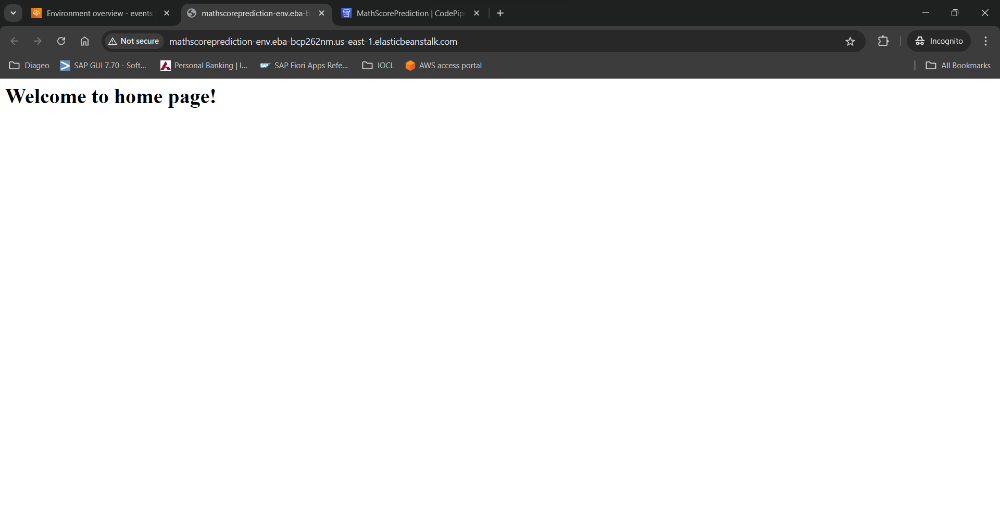 Environment overview - events
mathscoreprediction-env.eba-b
MathScorePrediction | CodePip
Not secure
mathscoreprediction-env.eba-bcp262nm.us-east-1.elasticbeanstalk.com
Incognito
Diageo
SAP GUI 7.70 - Soft...
Personal Banking | I...
SAP Fiori Apps Refe...
IOCL
AWS access portal
All Bookmarks
Welcome to home page!